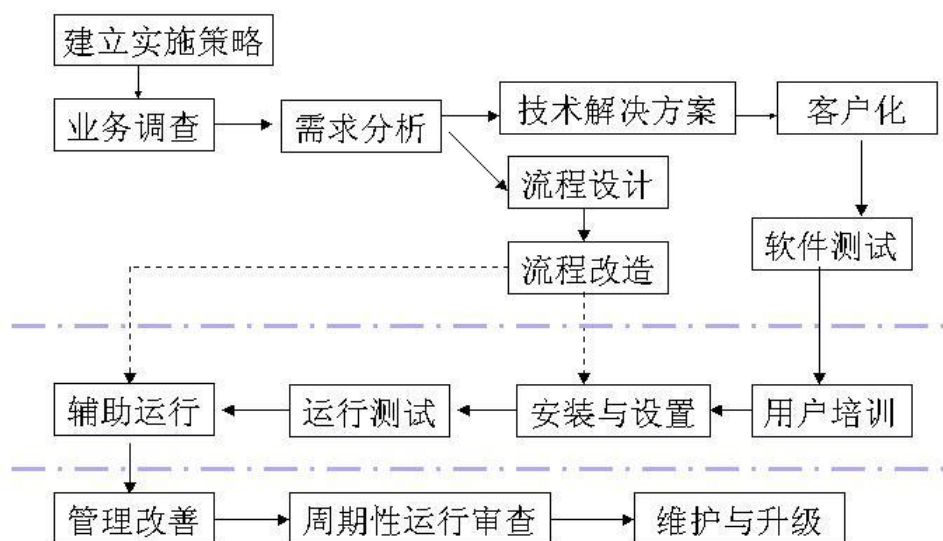 建立实施策略
业务调查
需求分析
技术解决方案
客户化
流程设计
流程改造
软件测试
辅助运行
运行测试
安装与设置
用户培训
管理改善
周期性运行审查
维护与升级